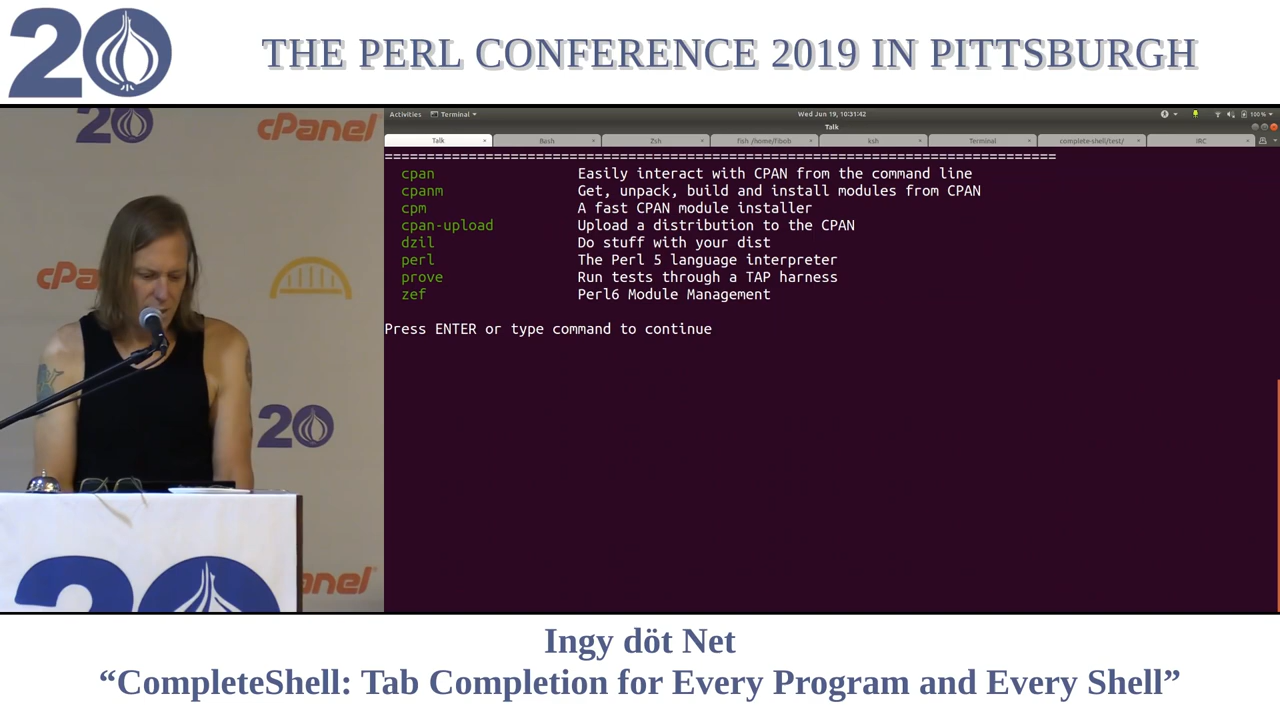 20
THE PERL CONFERENCE 2019 IN PITTSBURGH
20
cPanel
cPa
20
anel
20
Activities Terminal Wed Jun 19, 10:31:42 100%
Talk
Talk Bash Zsh fish /home/fibob ksh Terminal complete-shell/test/ IRC
================================================================================
cpan Easily interact with CPAN from the command line
cpanm Get, unpack, build and install modules from CPAN
cpm A fast CPAN module installer
cpan-upload Upload a distribution to the CPAN
dzil Do stuff with your dist
perl The Perl 5 language interpreter
prove Run tests through a TAP harness
zef Perl6 Module Management
Press ENTER or type command to continue
Ingy döt Net
“CompleteShell: Tab Completion for Every Program and Every Shell”